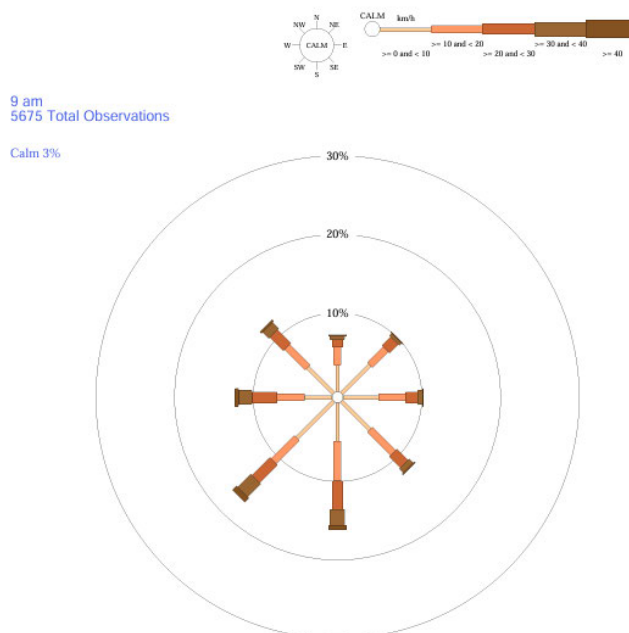 N
NW NE
W CALM E
SW SE
S
CALM km/h
>= 10 and < 20 >= 30 and < 40
>= 0 and < 10 >= 20 and < 30 >= 40
9 am
5675 Total Observations
Calm 3%
30%
20%
10%